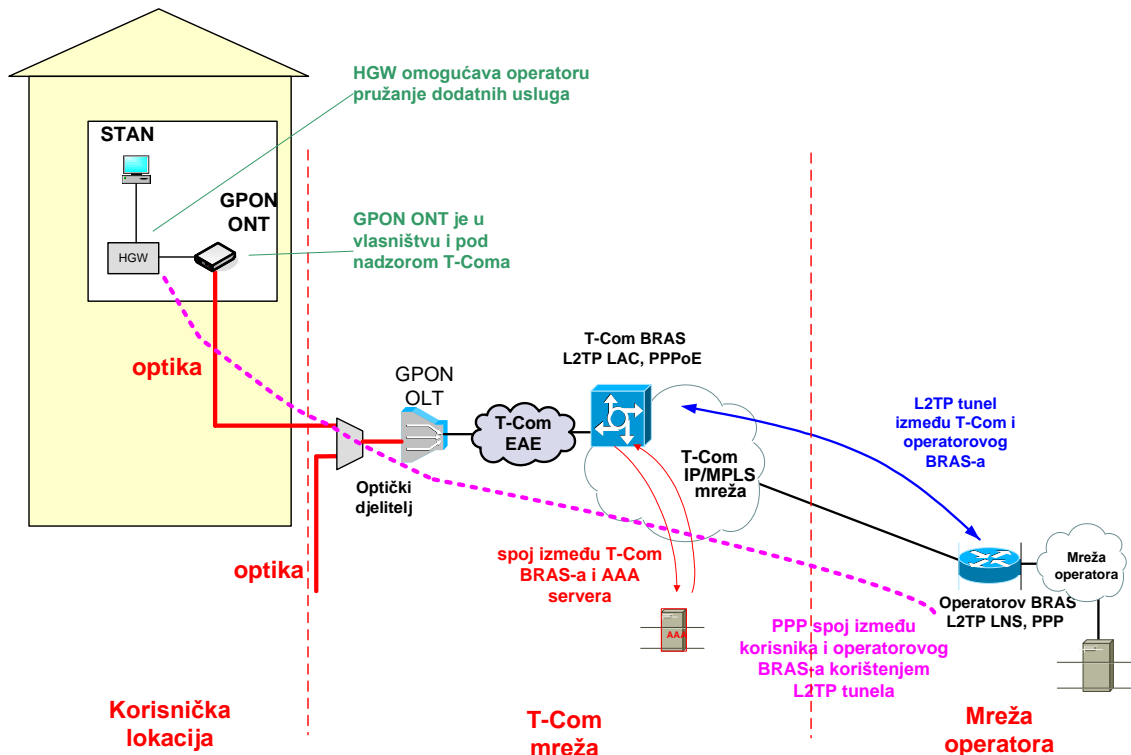 HGW omogućava operatoru
pružanje dodatnih usluga
STAN
GPON
ONT
HGW
GPON ONT je u
vlasništvu i pod
nadzorom T-Coma
optika
optika
Optički
djelitelj
GPON
OLT
T-Com
EAE
T-Com BRAS
L2TP LAC, PPPoE
T-Com
IP/MPLS
mreža
L2TP tunel
između T-Com i
operatorovog
BRAS-a
spoj između T-Com
BRAS-a i AAA
servera
AAA
PPP spoj između
korisnika i operatorovog
BRAS-a korištenjem
L2TP tunela
Operatorov BRAS
L2TP LNS, PPP
Mreža
operatora
Korisnička
lokacija
T-Com
mreža
Mreža
operatora